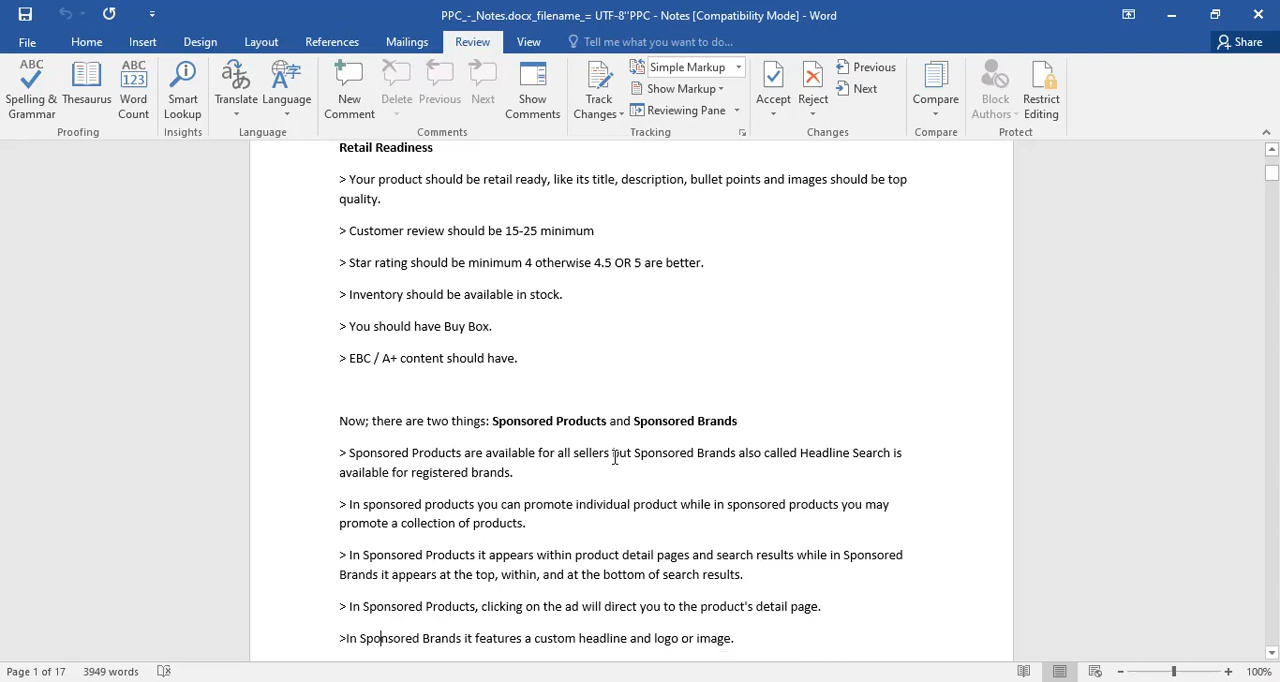 PPC_-_Notes.docx_filename_= UTF-8''PPC - Notes [Compatibility Mode] - Word
File Home Insert Design Layout References Mailings Review View Tell me what you want to do... Share
Spelling & Grammar
Thesaurus
Word Count
Smart Lookup
Translate
Language
New Comment
Delete
Previous
Next
Show Comments
Track Changes
Simple Markup
Show Markup
Reviewing Pane
Accept
Reject
Previous
Next
Compare
Block Authors
Restrict Editing
Proofing Insights Language Comments Tracking Changes Compare Protect
Retail Readiness
> Your product should be retail ready, like its title, description, bullet points and images should be top
quality.
> Customer review should be 15-25 minimum
> Star rating should be minimum 4 otherwise 4.5 OR 5 are better.
> Inventory should be available in stock.
> You should have Buy Box.
> EBC / A+ content should have.
Now; there are two things: Sponsored Products and Sponsored Brands
> Sponsored Products are available for all sellers but Sponsored Brands also called Headline Search is
available for registered brands.
> In sponsored products you can promote individual product while in sponsored products you may
promote a collection of products.
> In Sponsored Products it appears within product detail pages and search results while in Sponsored
Brands it appears at the top, within, and at the bottom of search results.
> In Sponsored Products, clicking on the ad will direct you to the product's detail page.
>In Sponsored Brands it features a custom headline and logo or image.
Page 1 of 17 3949 words 100%